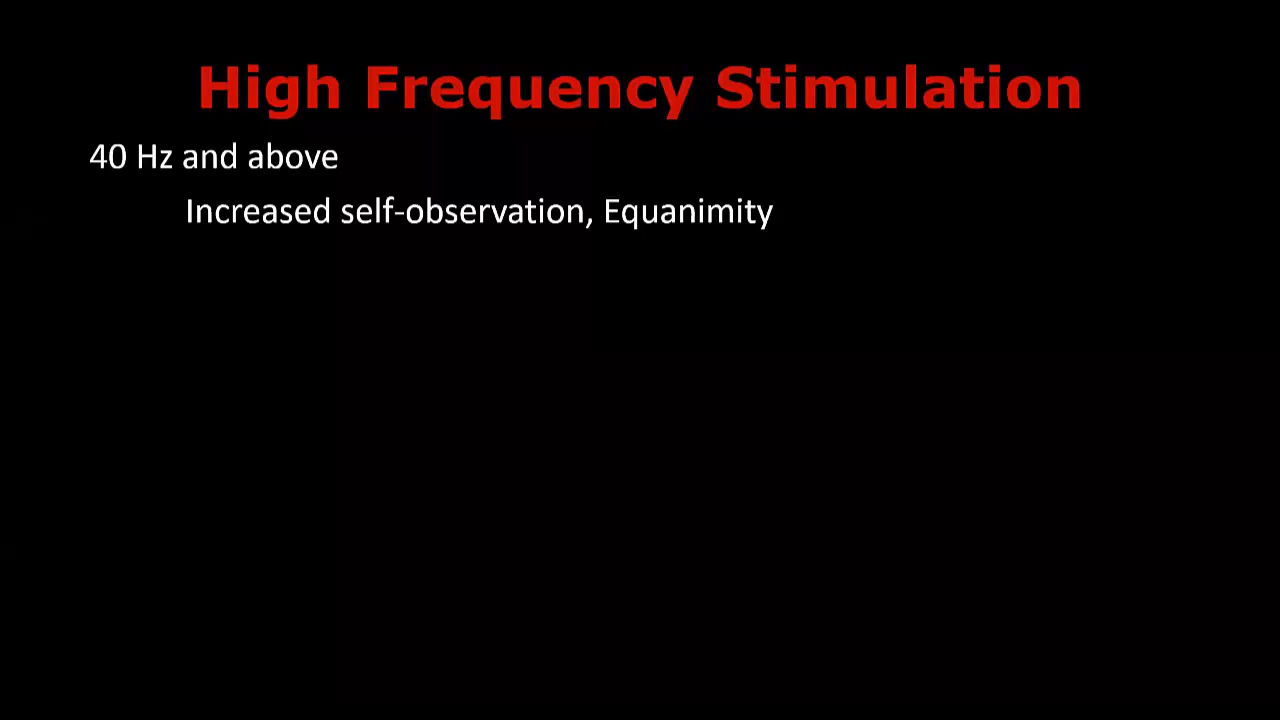 High Frequency Stimulation
40 Hz and above
Increased self-observation, Equanimity